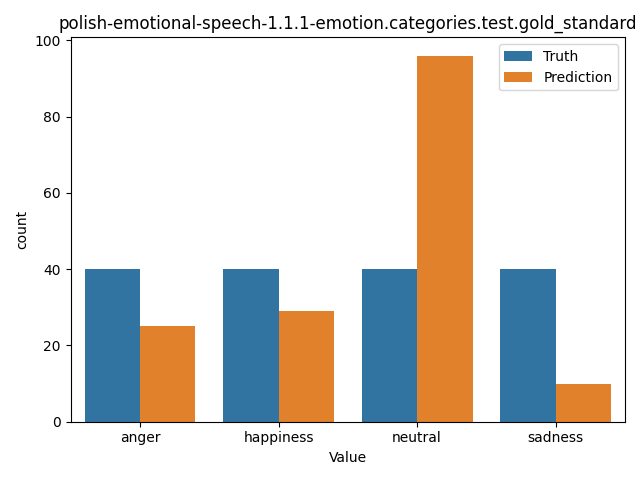 polish-emotional-speech-1.1.1-emotion.categories.test.gold_standard
Truth
Prediction
100
80
60
40
20
0
count
anger happiness neutral sadness
Value